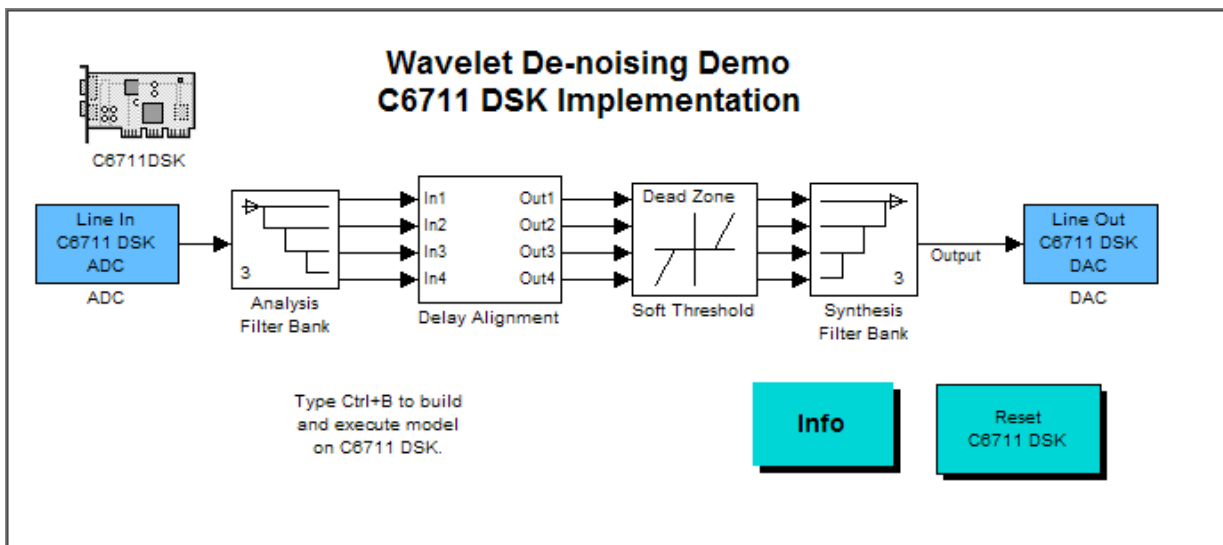 Wavelet De-noising Demo
C6711 DSK Implementation
C6711DSK
Line In
C6711 DSK
ADC
ADC
3
Analysis
Filter Bank
In1
In2
In3
In4
Out1
Out2
Out3
Out4
Delay Alignment
Dead Zone
Soft Threshold
3
Synthesis
Filter Bank
Output
Line Out
C6711 DSK
DAC
DAC
Type Ctrl+B to build
and execute model
on C6711 DSK.
Info
Reset
C6711 DSK